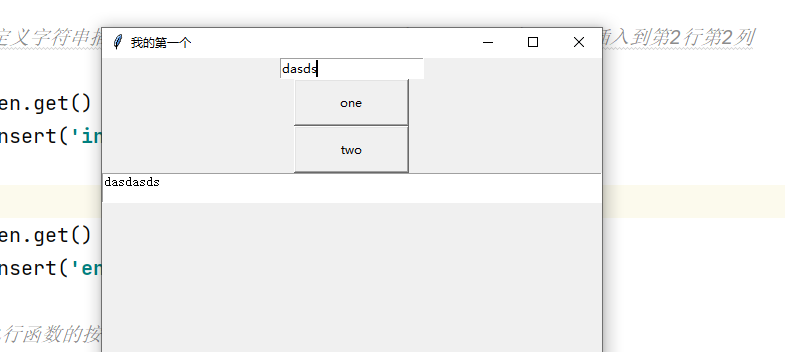 定义字符串
插入到第2行第2列
我的第一个
dasds
en.get()
one
nsert('in
two
dasdasds
en.get()
nsert('en
行函数的按